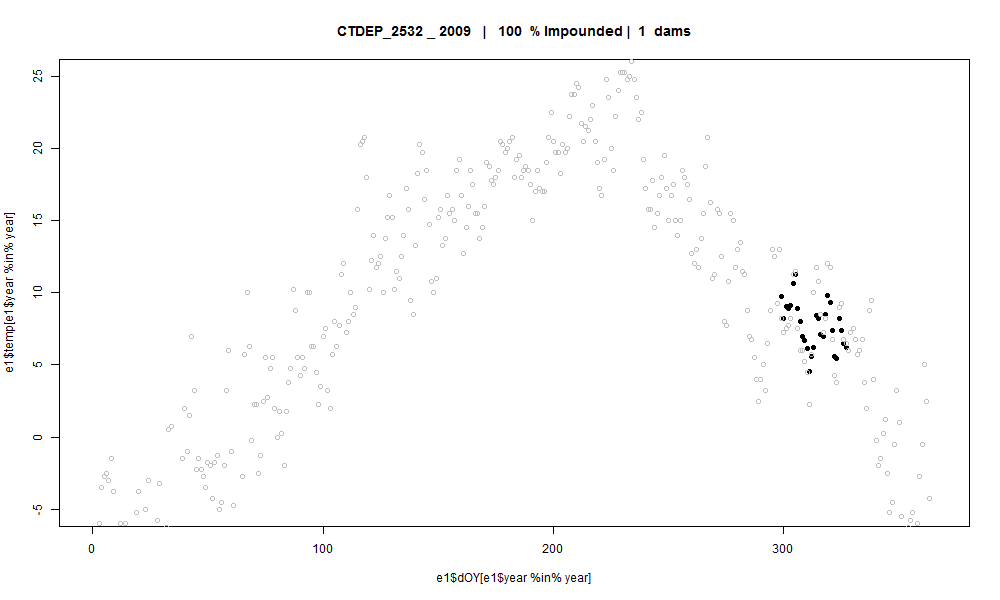 CTDEP_2532 _ 2009 | 100 % Impounded | 1 dams
e1$temp[e1$year %in% year]
25
20
15
10
5
0
-5
0 100 200 300
e1$dOY[e1$year %in% year]